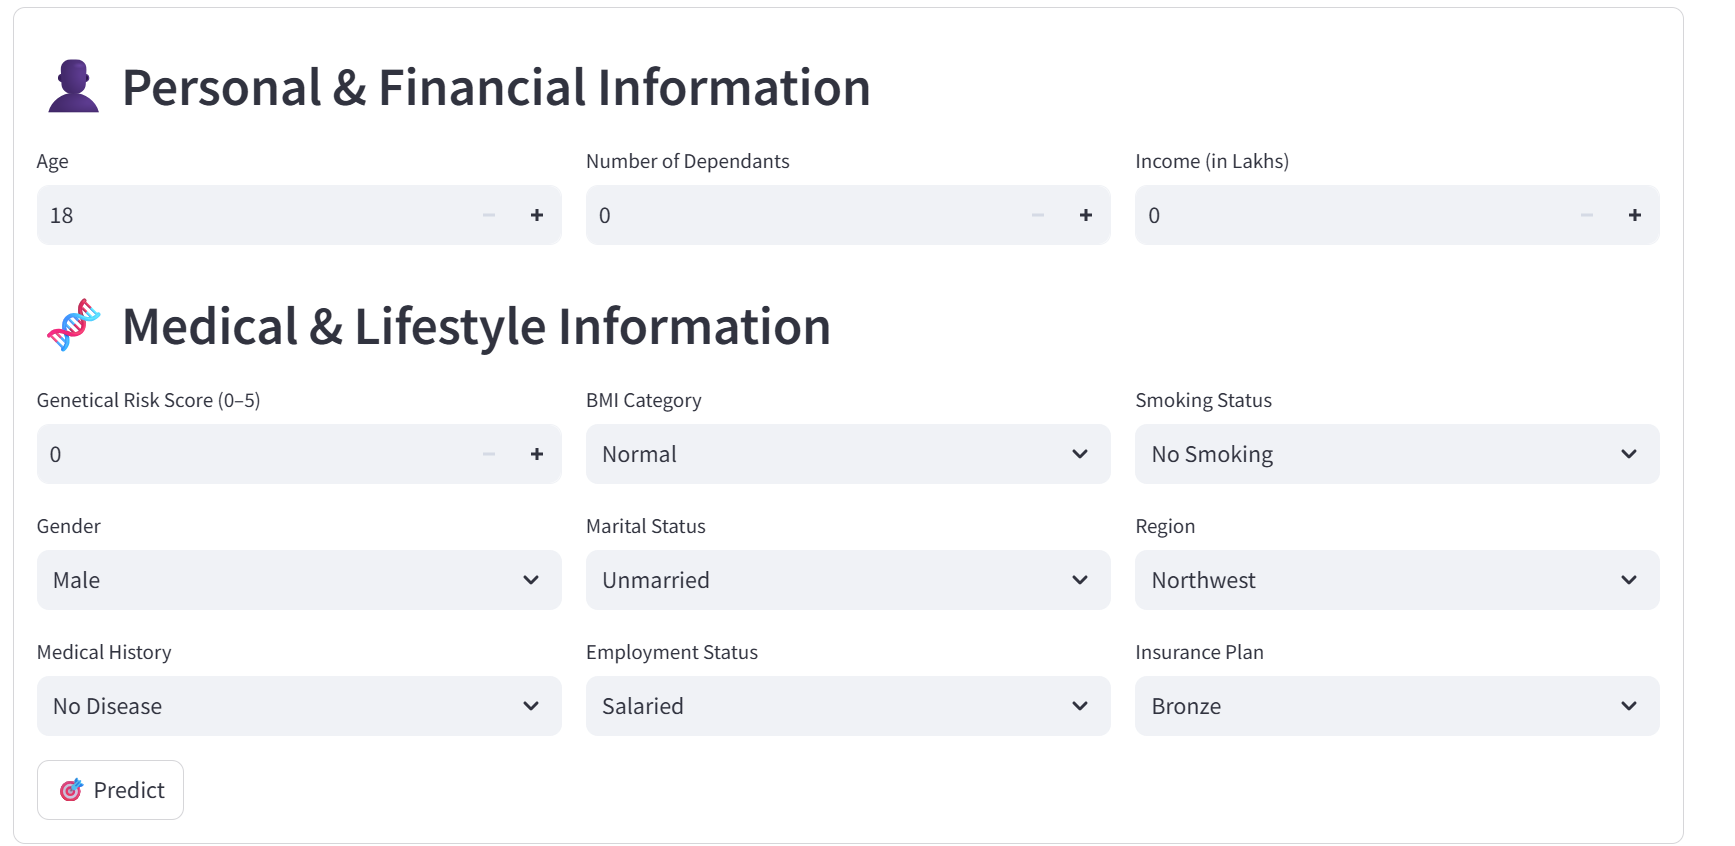 Personal & Financial Information
Age
Number of Dependants
Income (in Lakhs)
18
0
0
Medical & Lifestyle Information
Genetical Risk Score (0–5)
BMI Category
Smoking Status
0
Normal
No Smoking
Gender
Marital Status
Region
Male
Unmarried
Northwest
Medical History
Employment Status
Insurance Plan
No Disease
Salaried
Bronze
Predict